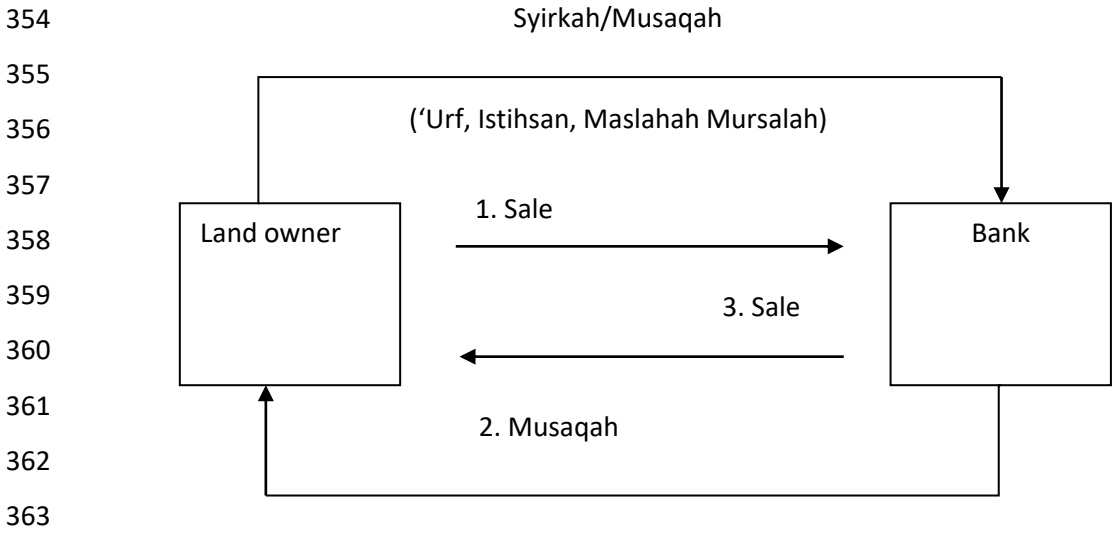 354 Syirkah/Musaqah
355
356 (‘Urf, Istihsan, Maslahah Mursalah)
357
1. Sale
358 Land owner Bank
359
3. Sale
360
361
2. Musaqah
362
363